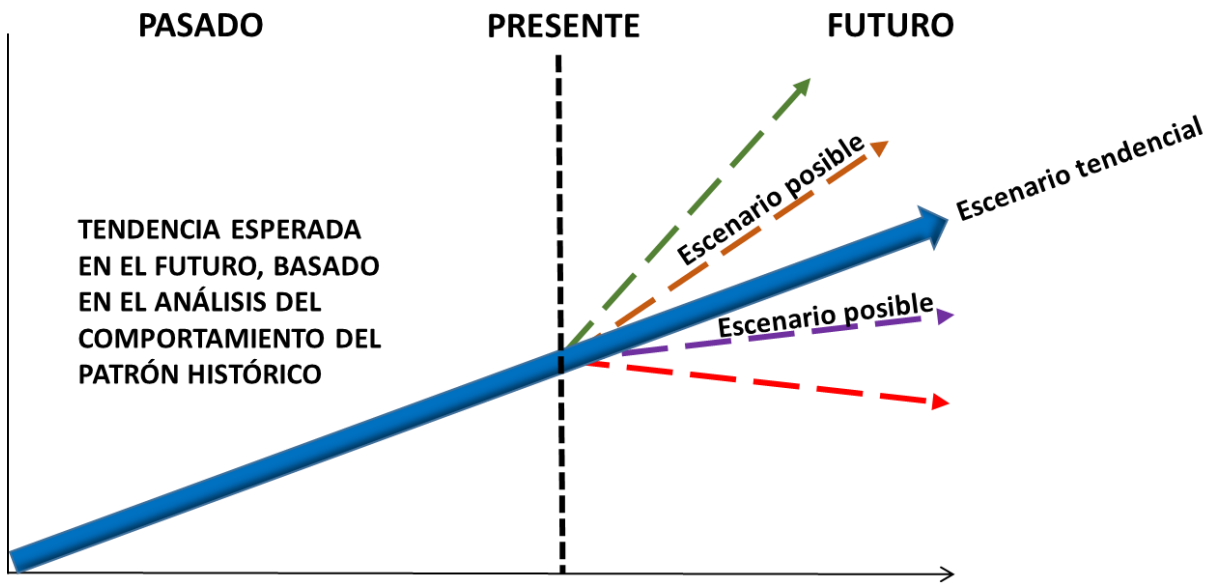 PASADO
PRESENTE
FUTURO
Escenario posible
Escenario tendencial
TENDENCIA ESPERADA
EN EL FUTURO, BASADO
EN EL ANÁLISIS DEL
COMPORTAMIENTO DEL
PATRÓN HISTÓRICO
Escenario posible